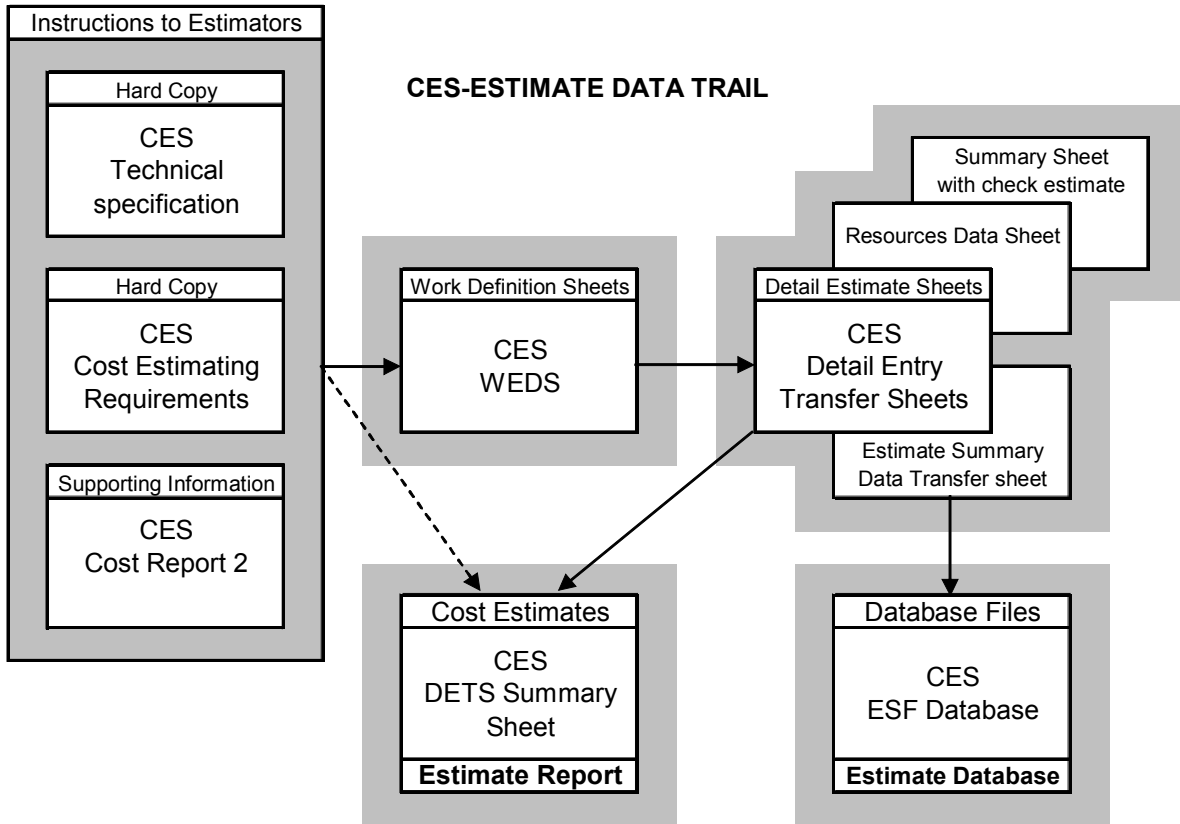 Instructions to Estimators
Hard Copy
CES
Technical
specification
Hard Copy
CES
Cost Estimating
Requirements
Supporting Information
CES
Cost Report 2
CES-ESTIMATE DATA TRAIL
Work Definition Sheets
CES
WEDS
Summary Sheet
with check estimate
Resources Data Sheet
Detail Estimate Sheets
CES
Detail Entry
Transfer Sheets
Estimate Summary
Data Transfer sheet
Cost Estimates
CES
DETS Summary
Sheet
Estimate Report
Database Files
CES
ESF Database
Estimate Database